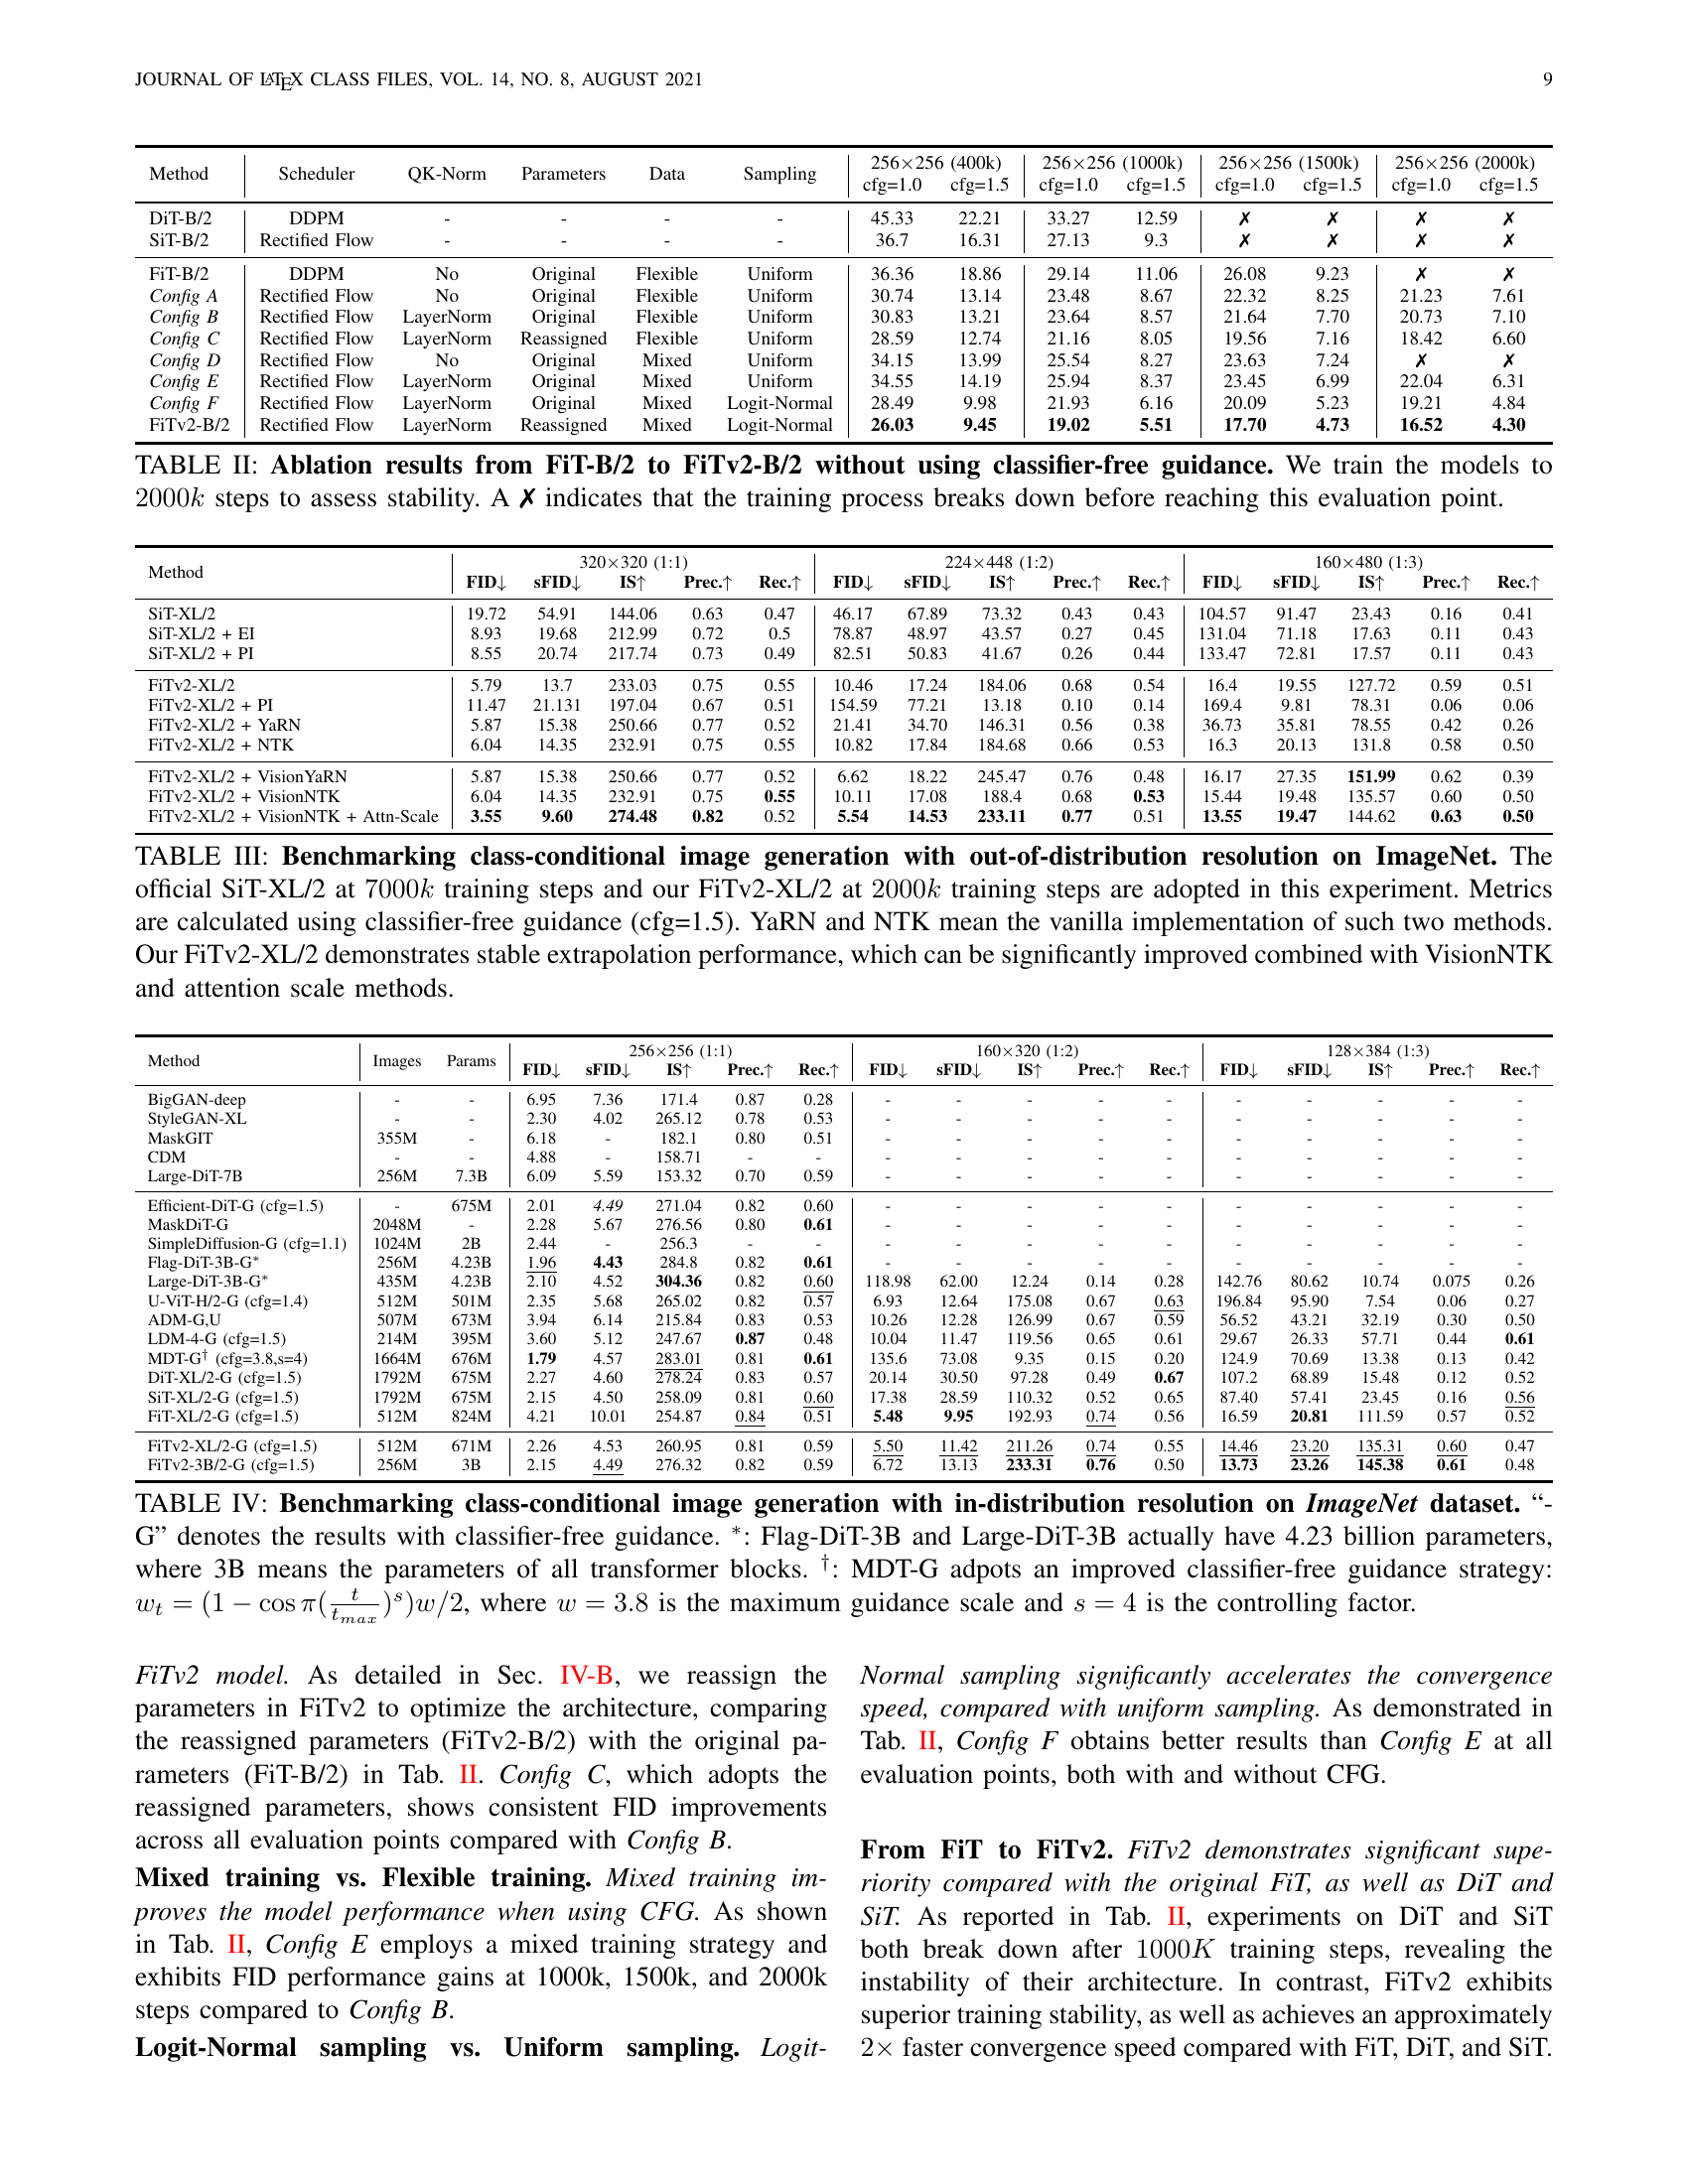 JOURNAL OF LATEX CLASS FILES, VOL. 14, NO. 8, AUGUST 2021 9
Method Scheduler QK-Norm Parameters Data Sampling 256×256 (400k) 256×256 (1000k) 256×256 (1500k) 256×256 (2000k)
cfg=1.0 cfg=1.5 cfg=1.0 cfg=1.5 cfg=1.0 cfg=1.5 cfg=1.0 cfg=1.5
DiT-B/2 DDPM - - - - 45.33 22.21 33.27 12.59 ✗ ✗ ✗ ✗
SiT-B/2 Rectified Flow - - - - 36.7 16.31 27.13 9.3 ✗ ✗ ✗ ✗
FiT-B/2 DDPM No Original Flexible Uniform 36.36 18.86 29.14 11.06 26.08 9.23 ✗ ✗
Config A Rectified Flow No Original Flexible Uniform 30.74 13.14 23.48 8.67 22.32 8.25 21.23 7.61
Config B Rectified Flow LayerNorm Original Flexible Uniform 30.83 13.21 23.64 8.57 21.64 7.70 20.73 7.10
Config C Rectified Flow LayerNorm Reassigned Flexible Uniform 28.59 12.74 21.16 8.05 19.56 7.16 18.42 6.60
Config D Rectified Flow No Original Mixed Uniform 34.15 13.99 25.54 8.27 23.63 7.24 ✗ ✗
Config E Rectified Flow LayerNorm Original Mixed Uniform 34.55 14.19 25.94 8.37 23.45 6.99 22.04 6.31
Config F Rectified Flow LayerNorm Original Mixed Logit-Normal 28.49 9.98 21.93 6.16 20.09 5.23 19.21 4.84
FiTv2-B/2 Rectified Flow LayerNorm Reassigned Mixed Logit-Normal 26.03 9.45 19.02 5.51 17.70 4.73 16.52 4.30
TABLE II: Ablation results from FiT-B/2 to FiTv2-B/2 without using classifier-free guidance. We train the models to
2000k steps to assess stability. A ✗ indicates that the training process breaks down before reaching this evaluation point.
Method 320×320 (1:1) 224×448 (1:2) 160×480 (1:3)
FID↓ sFID↓ IS↑ Prec.↑ Rec.↑ FID↓ sFID↓ IS↑ Prec.↑ Rec.↑ FID↓ sFID↓ IS↑ Prec.↑ Rec.↑
SiT-XL/2 19.72 54.91 144.06 0.63 0.47 46.17 67.89 73.32 0.43 0.43 104.57 91.47 23.43 0.16 0.41
SiT-XL/2 + EI 8.93 19.68 212.99 0.72 0.5 78.87 48.97 43.57 0.27 0.45 131.04 71.18 17.63 0.11 0.43
SiT-XL/2 + PI 8.55 20.74 217.74 0.73 0.49 82.51 50.83 41.67 0.26 0.44 133.47 72.81 17.57 0.11 0.43
FiTv2-XL/2 5.79 13.7 233.03 0.75 0.55 10.46 17.24 184.06 0.68 0.54 16.4 19.55 127.72 0.59 0.51
FiTv2-XL/2 + PI 11.47 21.131 197.04 0.67 0.51 154.59 77.21 13.18 0.10 0.14 169.4 9.81 78.31 0.06 0.06
FiTv2-XL/2 + YaRN 5.87 15.38 250.66 0.77 0.52 21.41 34.70 146.31 0.56 0.38 36.73 35.81 78.55 0.42 0.26
FiTv2-XL/2 + NTK 6.04 14.35 232.91 0.75 0.55 10.82 17.84 184.68 0.66 0.53 16.3 20.13 131.8 0.58 0.50
FiTv2-XL/2 + VisionYaRN 5.87 15.38 250.66 0.77 0.52 6.62 18.22 245.47 0.76 0.48 16.17 27.35 151.99 0.62 0.39
FiTv2-XL/2 + VisionNTK 6.04 14.35 232.91 0.75 0.55 10.11 17.08 188.4 0.68 0.53 15.44 19.48 135.57 0.60 0.50
FiTv2-XL/2 + VisionNTK + Attn-Scale 3.55 9.60 274.48 0.82 0.52 5.54 14.53 233.11 0.77 0.51 13.55 19.47 144.62 0.63 0.50
TABLE III: Benchmarking class-conditional image generation with out-of-distribution resolution on ImageNet. The
official SiT-XL/2 at 7000k training steps and our FiTv2-XL/2 at 2000k training steps are adopted in this experiment. Metrics
are calculated using classifier-free guidance (cfg=1.5). YaRN and NTK mean the vanilla implementation of such two methods.
Our FiTv2-XL/2 demonstrates stable extrapolation performance, which can be significantly improved combined with VisionNTK
and attention scale methods.
Method Images Params 256×256 (1:1) 160×320 (1:2) 128×384 (1:3)
FID↓ sFID↓ IS↑ Prec.↑ Rec.↑ FID↓ sFID↓ IS↑ Prec.↑ Rec.↑ FID↓ sFID↓ IS↑ Prec.↑ Rec.↑
BigGAN-deep - - 6.95 7.36 171.4 0.87 0.28 - - - - - - - - - -
StyleGAN-XL - - 2.30 4.02 265.12 0.78 0.53 - - - - - - - - - -
MaskGIT 355M - 6.18 - 182.1 0.80 0.51 - - - - - - - - - -
CDM - - 4.88 - 158.71 - - - - - - - - - - - -
Large-DiT-7B 256M 7.3B 6.09 5.59 153.32 0.70 0.59 - - - - - - - - - -
Efficient-DiT-G (cfg=1.5) - 675M 2.01 4.49 271.04 0.82 0.60 - - - - - - - - - -
MaskDiT-G 2048M - 2.28 5.67 276.56 0.80 0.61 - - - - - - - - - -
SimpleDiffusion-G (cfg=1.1) 1024M 2B 2.44 - 256.3 - - - - - - - - - - - -
Flag-DiT-3B-G* 256M 4.23B 1.96 4.43 284.8 0.82 0.61 - - - - - - - - - -
Large-DiT-3B-G* 435M 4.23B 2.10 4.52 304.36 0.82 0.60 118.98 62.00 12.24 0.14 0.28 142.76 80.62 10.74 0.075 0.26
U-ViT-H/2-G (cfg=1.4) 512M 501M 2.35 5.68 265.02 0.82 0.57 6.93 12.64 175.08 0.67 0.63 196.84 95.90 7.54 0.06 0.27
ADM-G,U 507M 673M 3.94 6.14 215.84 0.83 0.53 10.26 12.28 126.99 0.67 0.59 56.52 43.21 32.19 0.30 0.50
LDM-4-G (cfg=1.5) 214M 395M 3.60 5.12 247.67 0.87 0.48 10.04 11.47 119.56 0.65 0.61 29.67 26.33 57.71 0.44 0.61
MDT-G† (cfg=3.8,s=4) 1664M 676M 1.79 4.57 283.01 0.81 0.61 135.6 73.08 9.35 0.15 0.20 124.9 70.69 13.38 0.13 0.42
DiT-XL/2-G (cfg=1.5) 1792M 675M 2.27 4.60 278.24 0.83 0.57 20.14 30.50 97.28 0.49 0.67 107.2 68.89 15.48 0.12 0.52
SiT-XL/2-G (cfg=1.5) 1792M 675M 2.15 4.50 258.09 0.81 0.60 17.38 28.59 110.32 0.52 0.65 87.40 57.41 23.45 0.16 0.56
FiT-XL/2-G (cfg=1.5) 512M 824M 4.21 10.01 254.87 0.84 0.51 5.48 9.95 192.93 0.74 0.56 16.59 20.81 111.59 0.57 0.52
FiTv2-XL/2-G (cfg=1.5) 512M 671M 2.26 4.53 260.95 0.81 0.59 5.50 11.42 211.26 0.74 0.55 14.46 23.20 135.31 0.60 0.47
FiTv2-3B/2-G (cfg=1.5) 256M 3B 2.15 4.49 276.32 0.82 0.59 6.72 13.13 233.31 0.76 0.50 13.73 23.26 145.38 0.61 0.48
TABLE IV: Benchmarking class-conditional image generation with in-distribution resolution on ImageNet dataset. “-
G” denotes the results with classifier-free guidance. *: Flag-DiT-3B and Large-DiT-3B actually have 4.23 billion parameters,
where 3B means the parameters of all transformer blocks. †: MDT-G adpots an improved classifier-free guidance strategy:
w_t = (1 − cos π(t/t_max)^s)w/2, where w = 3.8 is the maximum guidance scale and s = 4 is the controlling factor.
FiTv2 model. As detailed in Sec. IV-B, we reassign the
parameters in FiTv2 to optimize the architecture, comparing
the reassigned parameters (FiTv2-B/2) with the original pa-
rameters (FiT-B/2) in Tab. II. Config C, which adopts the
reassigned parameters, shows consistent FID improvements
across all evaluation points compared with Config B.
Mixed training vs. Flexible training. Mixed training im-
proves the model performance when using CFG. As shown
in Tab. II, Config E employs a mixed training strategy and
exhibits FID performance gains at 1000k, 1500k, and 2000k
steps compared to Config B.
Logit-Normal sampling vs. Uniform sampling. Logit-
Normal sampling significantly accelerates the convergence
speed, compared with uniform sampling. As demonstrated in
Tab. II, Config F obtains better results than Config E at all
evaluation points, both with and without CFG.
From FiT to FiTv2. FiTv2 demonstrates significant supe-
riority compared with the original FiT, as well as DiT and
SiT. As reported in Tab. II, experiments on DiT and SiT
both break down after 1000K training steps, revealing the
instability of their architecture. In contrast, FiTv2 exhibits
superior training stability, as well as achieves an approximately
2× faster convergence speed compared with FiT, DiT, and SiT.